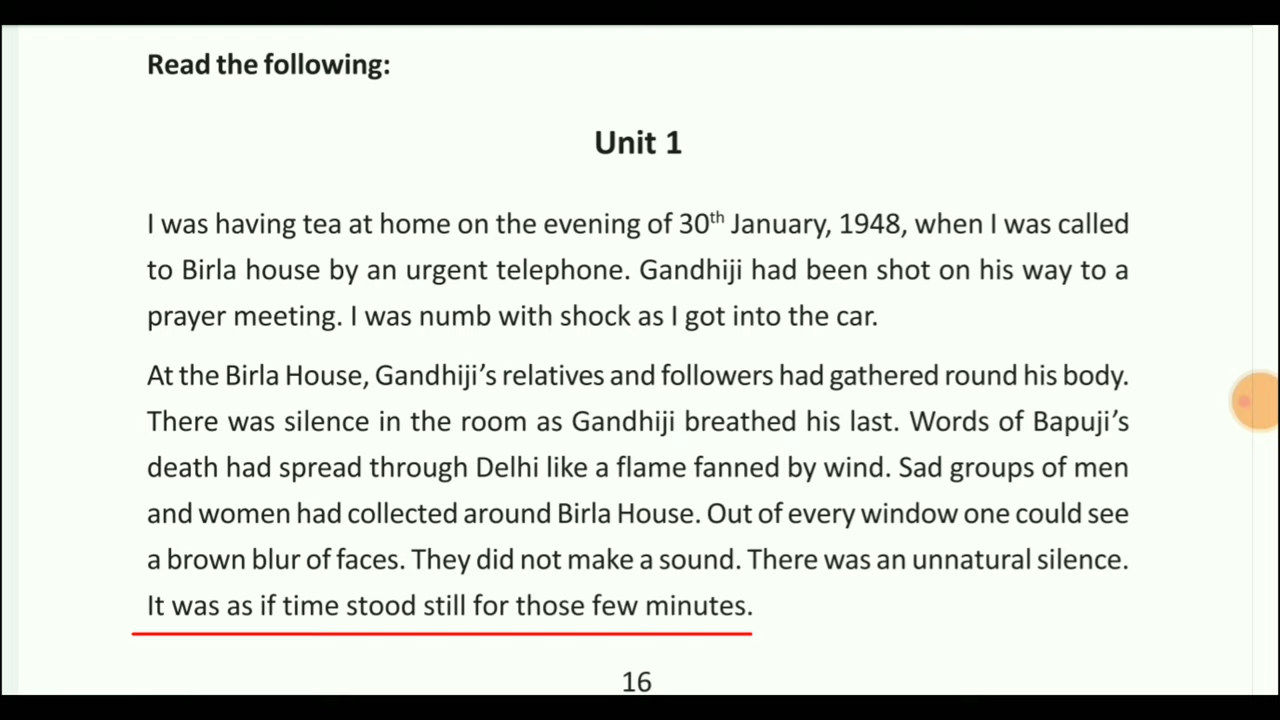 Read the following:
Unit 1
I was having tea at home on the evening of 30th January, 1948, when I was called
to Birla house by an urgent telephone. Gandhiji had been shot on his way to a
prayer meeting. I was numb with shock as I got into the car.
At the Birla House, Gandhiji’s relatives and followers had gathered round his body.
There was silence in the room as Gandhiji breathed his last. Words of Bapuji’s
death had spread through Delhi like a flame fanned by wind. Sad groups of men
and women had collected around Birla House. Out of every window one could see
a brown blur of faces. They did not make a sound. There was an unnatural silence.
It was as if time stood still for those few minutes.
16